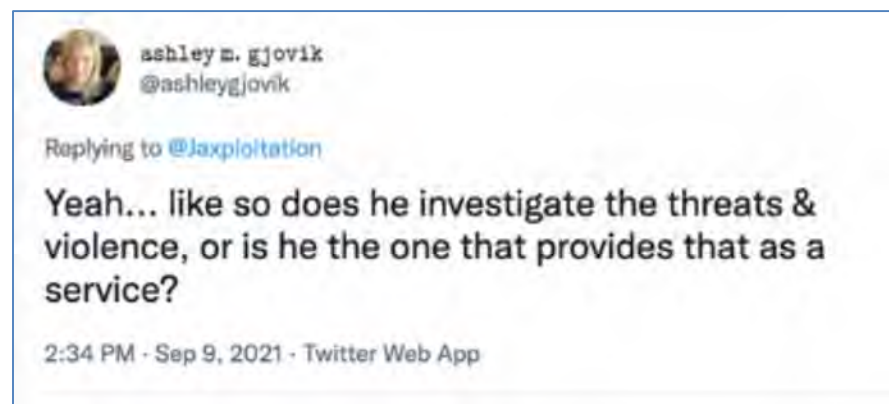 ashley m. gjovik
@ashleygjovik
Replying to @Jaxploitation
Yeah... like so does he investigate the threats &
violence, or is he the one that provides that as a
service?
2:34 PM · Sep 9, 2021 · Twitter Web App